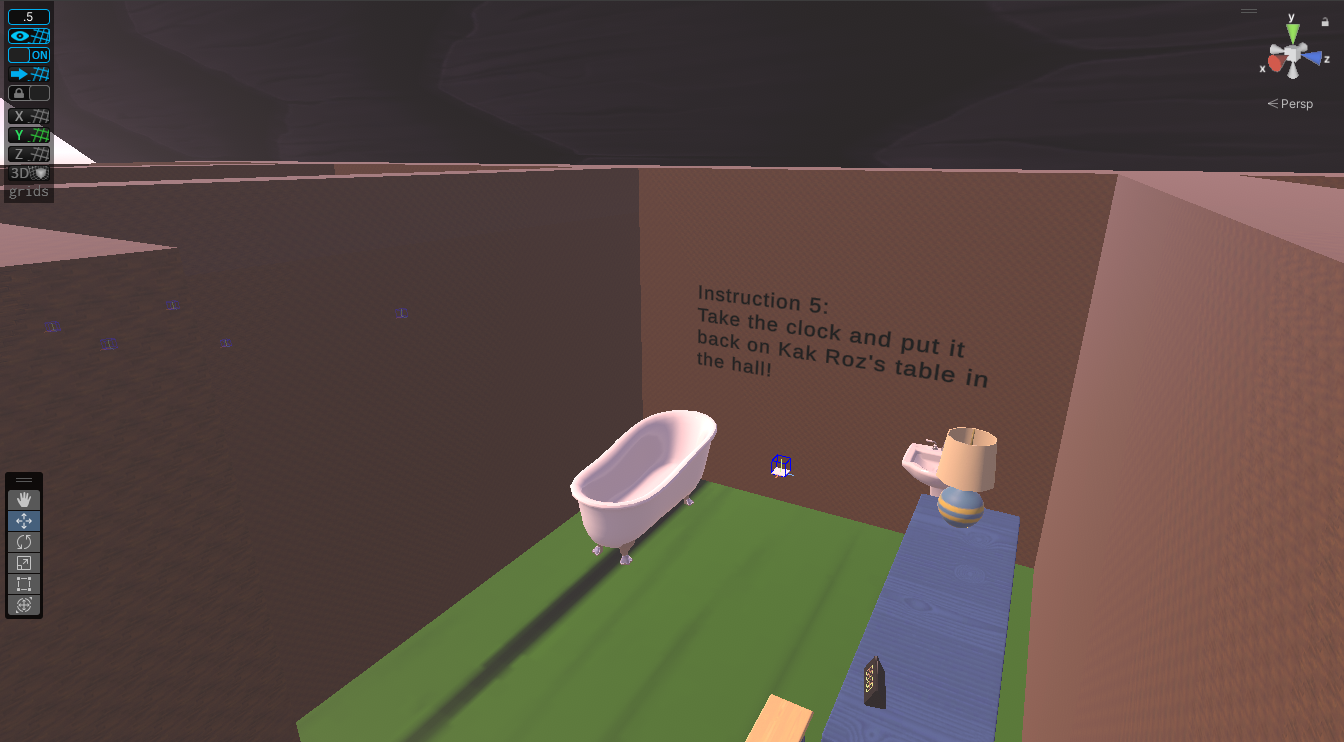 .5
ON
X
Y
Z
3D
grids
y
x
z
Persp
Instruction 5:
Take the clock and put it
back on Kak Roz's table in
the hall!